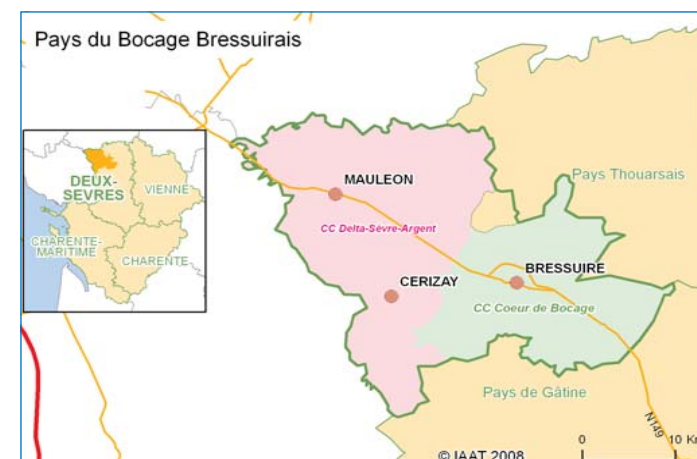 Pays du Bocage Bressuirais
DEUX-
SEVRES
VIENNE
CHARENTE-
MARITIME
CHARENTE
MAULEON
CC Delta-Sèvre-Argent
CERIZAY
BRESSUIRE
CC Coeur de Bocage
Pays Thouarsais
Pays de Gâtine
N149
0 10 Km
© IAAT 2008